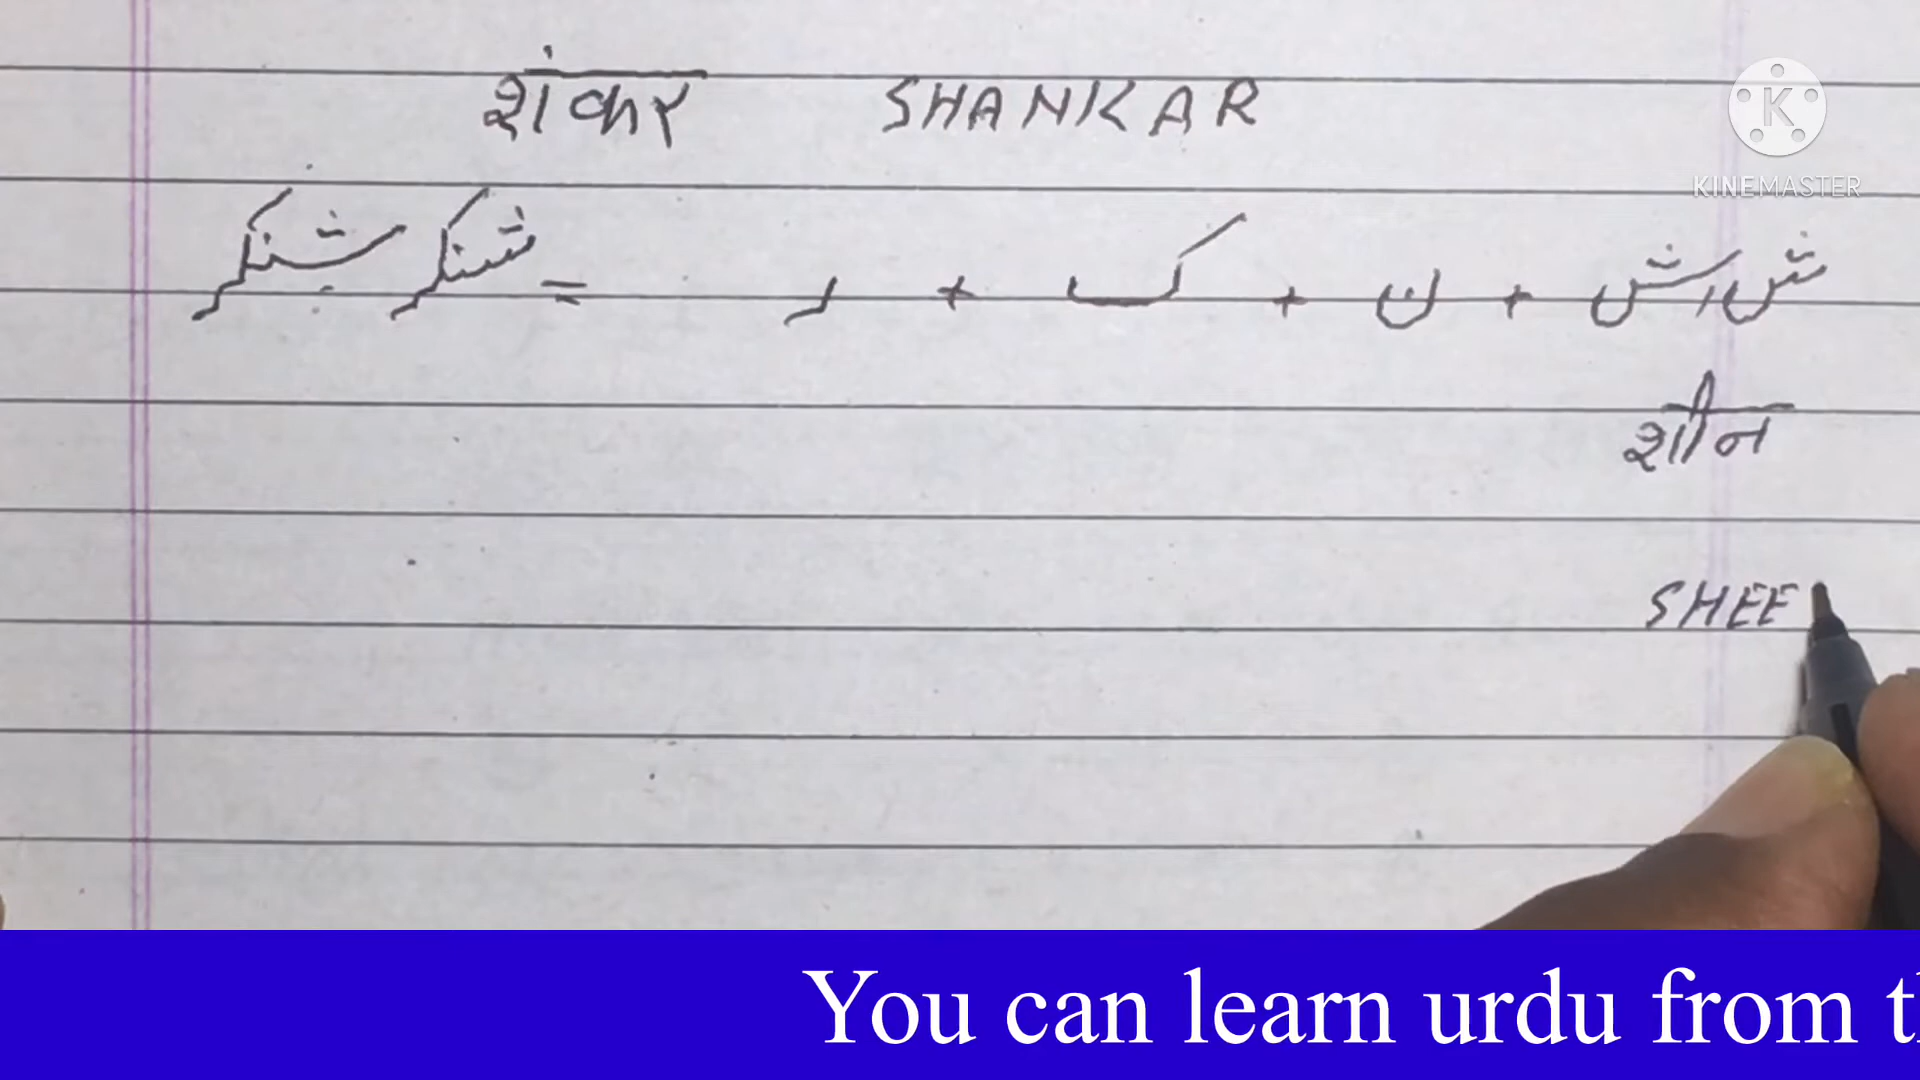 शंकर SHANKAR
ش / ش + ن + ک + ر = شنکر شنکر
शीन
SHEE
KINEMASTER
You can learn urdu from t